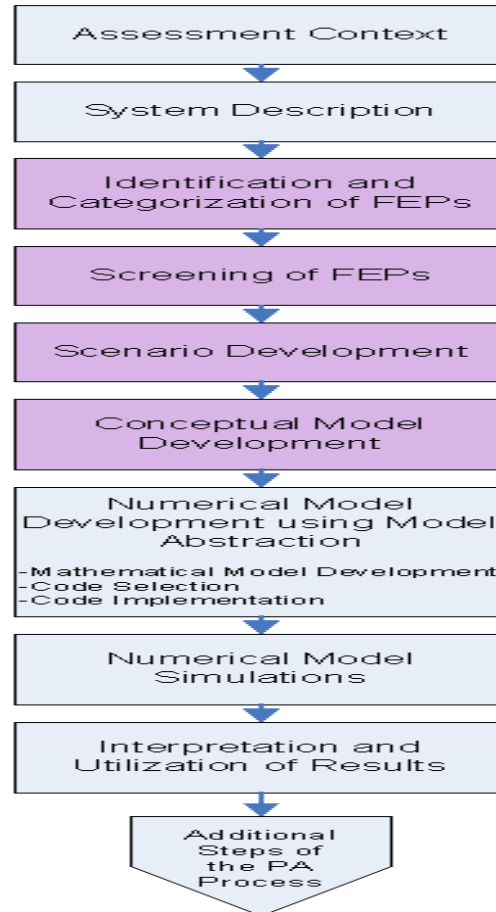 Assessment Context
System Description
Identification and
Categorization of FEPs
Screening of FEPs
Scenario Development
Conceptual Model
Development
Numerical Model
Development using Model
Abstraction
-Mathematical Model Development
-Code Selection
-Code Implementation
Numerical Model
Simulations
Interpretation and
Utilization of Results
Additional
Steps of
the PA
Process